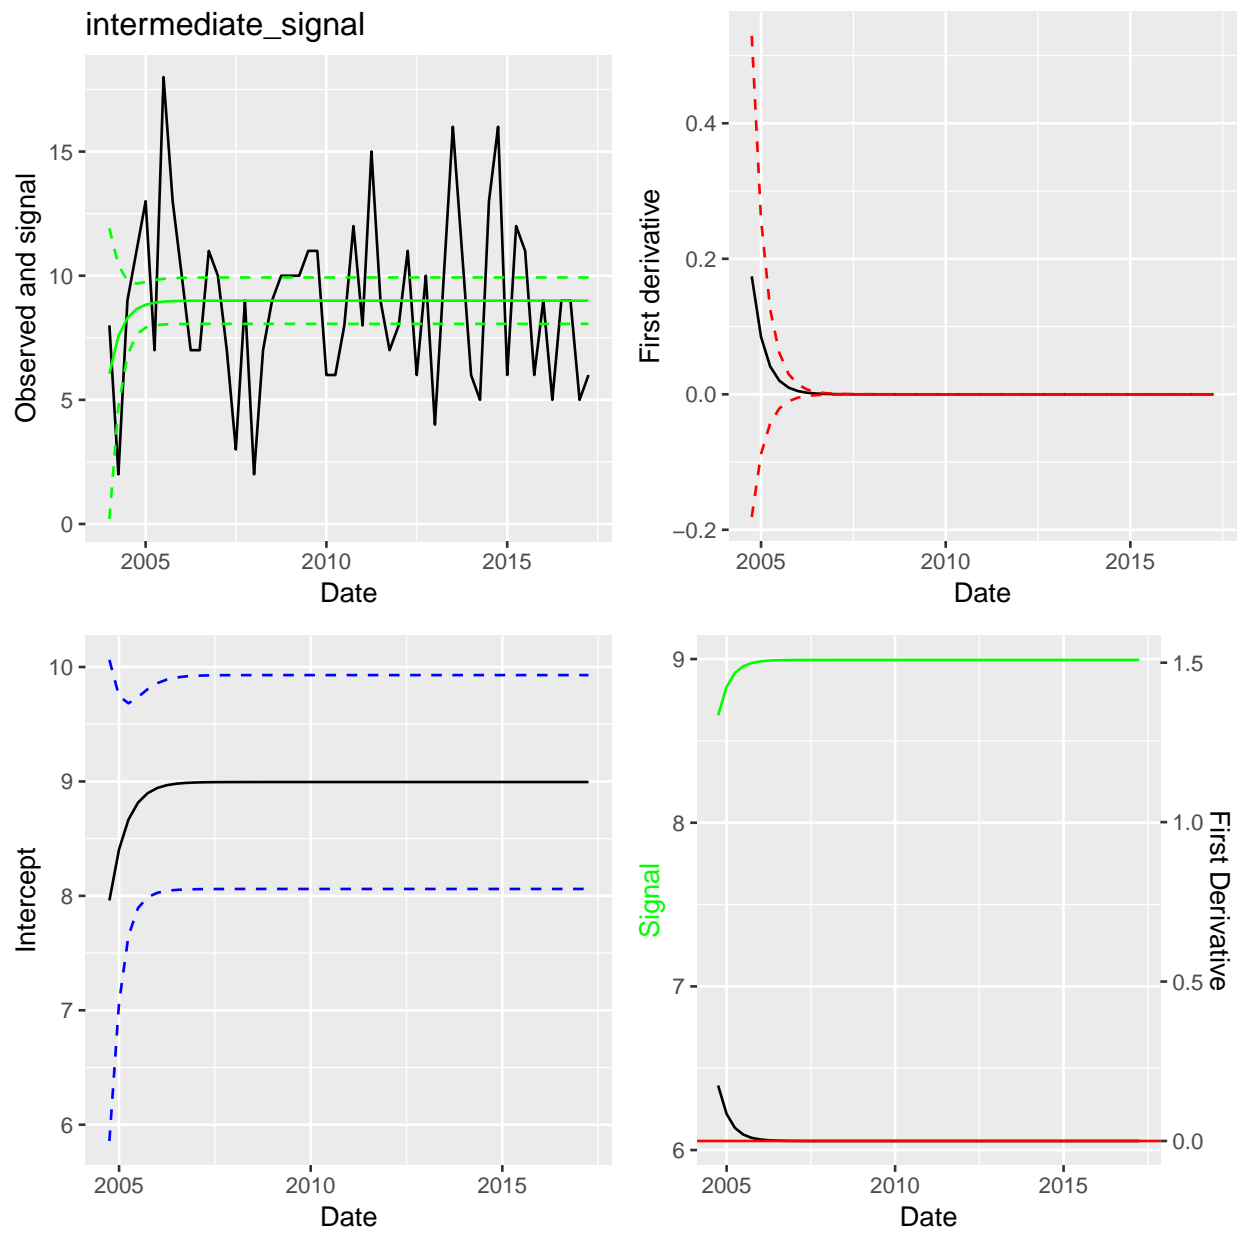 intermediate_signal
Observed and signal
15
10
5
0
2005 2010 2015
Date
First derivative
0.4
0.2
0.0
−0.2
2005 2010 2015
Date
Intercept
10
9
8
7
6
2005 2010 2015
Date
Signal
9
8
7
6
1.5
1.0
0.5
0.0
First Derivative
2005 2010 2015
Date